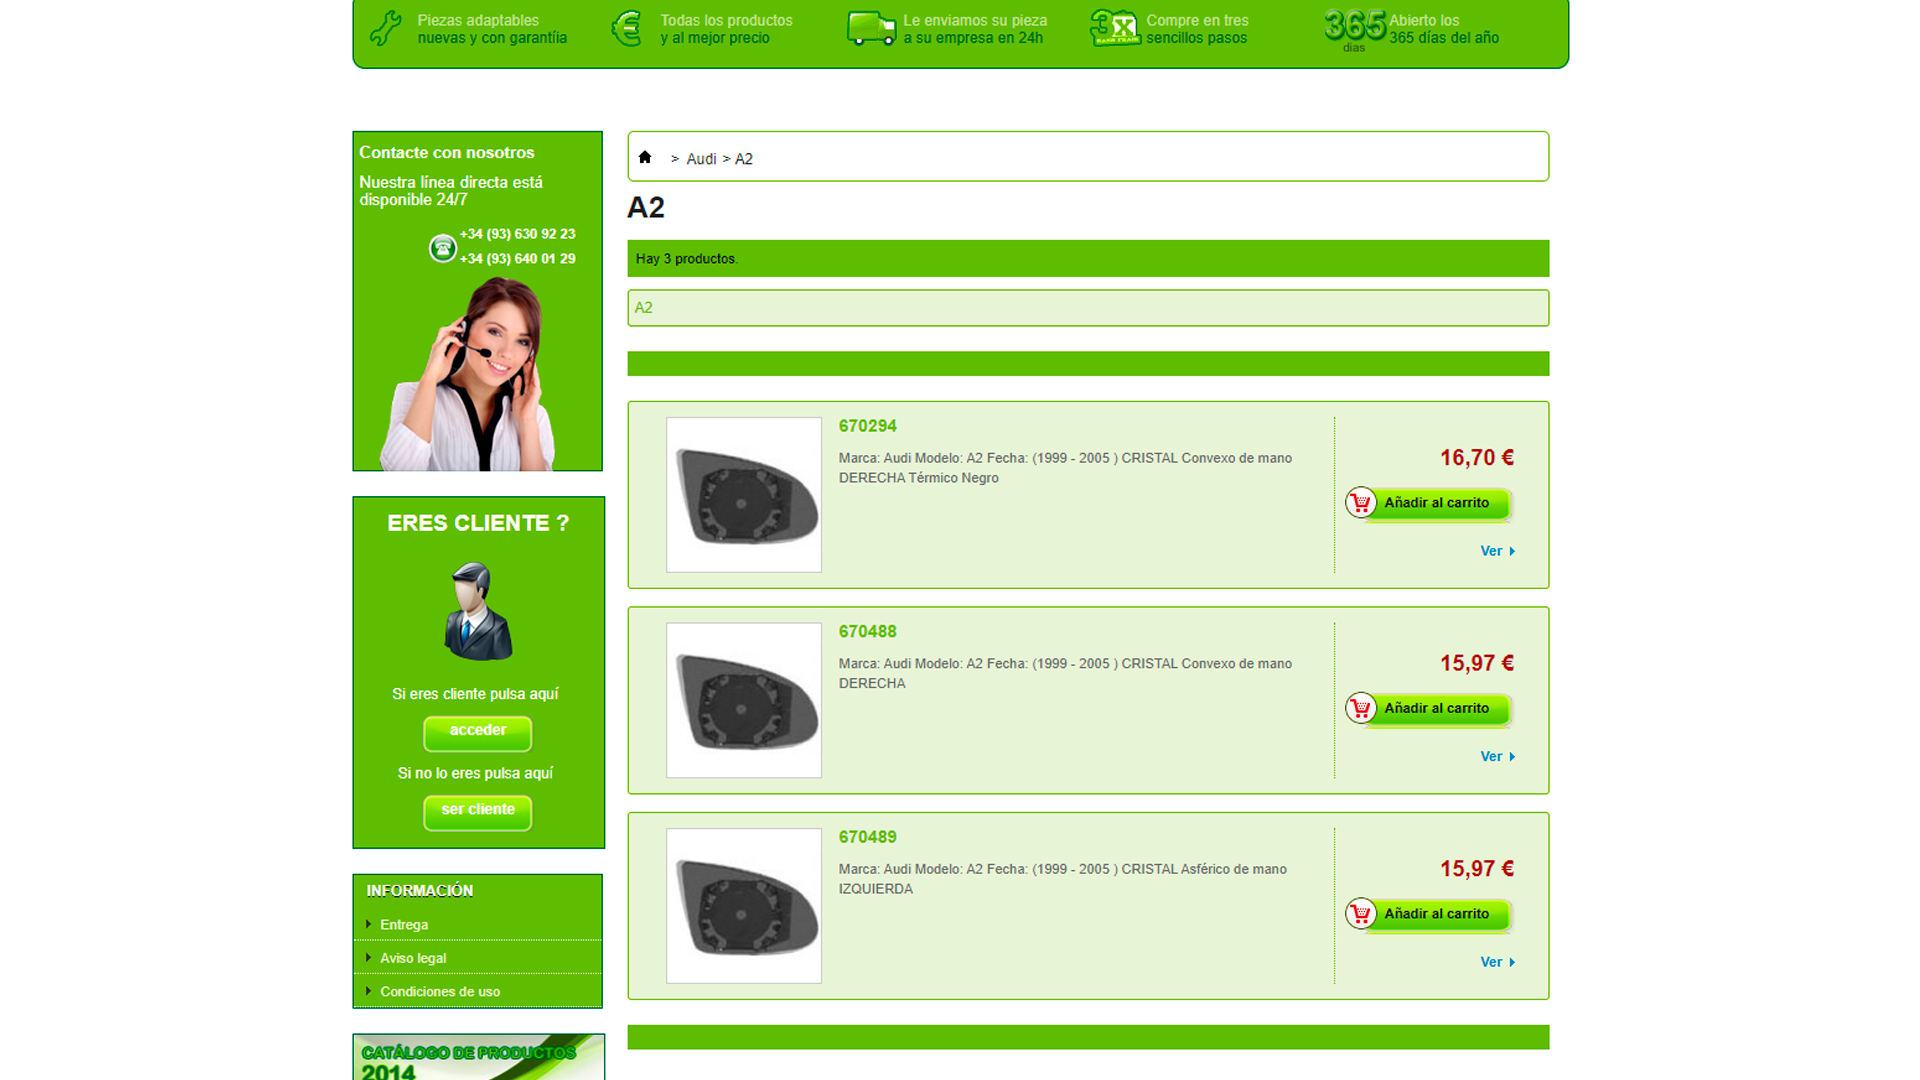 Piezas adaptables
nuevas y con garantíia
Todas los productos
y al mejor precio
Le enviamos su pieza
a su empresa en 24h
3X
Compre en tres
sencillos pasos
365
dias
Abierto los
365 días del año
Contacte con nosotros
Nuestra línea directa está
disponible 24/7
+34 (93) 630 92 23
+34 (93) 640 01 29
ERES CLIENTE ?
Si eres cliente pulsa aquí
acceder
Si no lo eres pulsa aquí
ser cliente
INFORMACIÓN
Entrega
Aviso legal
Condiciones de uso
CATÁLOGO DE PRODUCTOS
2014
> Audi > A2
A2
Hay 3 productos.
A2
670294
Marca: Audi Modelo: A2 Fecha: (1999 - 2005 ) CRISTAL Convexo de mano
DERECHA Térmico Negro
16,70 €
Añadir al carrito
Ver
670488
Marca: Audi Modelo: A2 Fecha: (1999 - 2005 ) CRISTAL Convexo de mano
DERECHA
15,97 €
Añadir al carrito
Ver
670489
Marca: Audi Modelo: A2 Fecha: (1999 - 2005 ) CRISTAL Asférico de mano
IZQUIERDA
15,97 €
Añadir al carrito
Ver